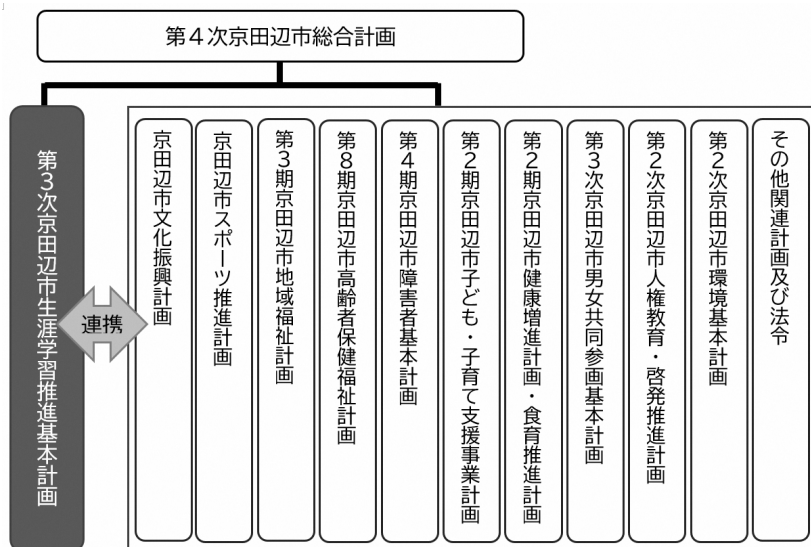 第４次京田辺市総合計画
第３次京田辺市生涯学習推進基本計画
連携
京田辺市文化振興計画
京田辺市スポーツ推進計画
第３期京田辺市地域福祉計画
第８期京田辺市高齢者保健福祉計画
第４期京田辺市障害者基本計画
第２期京田辺市子ども・子育て支援事業計画
第２期京田辺市健康増進計画・食育推進計画
第３次京田辺市男女共同参画基本計画
第２次京田辺市人権教育・啓発推進計画
第２次京田辺市環境基本計画
その他関連計画及び法令